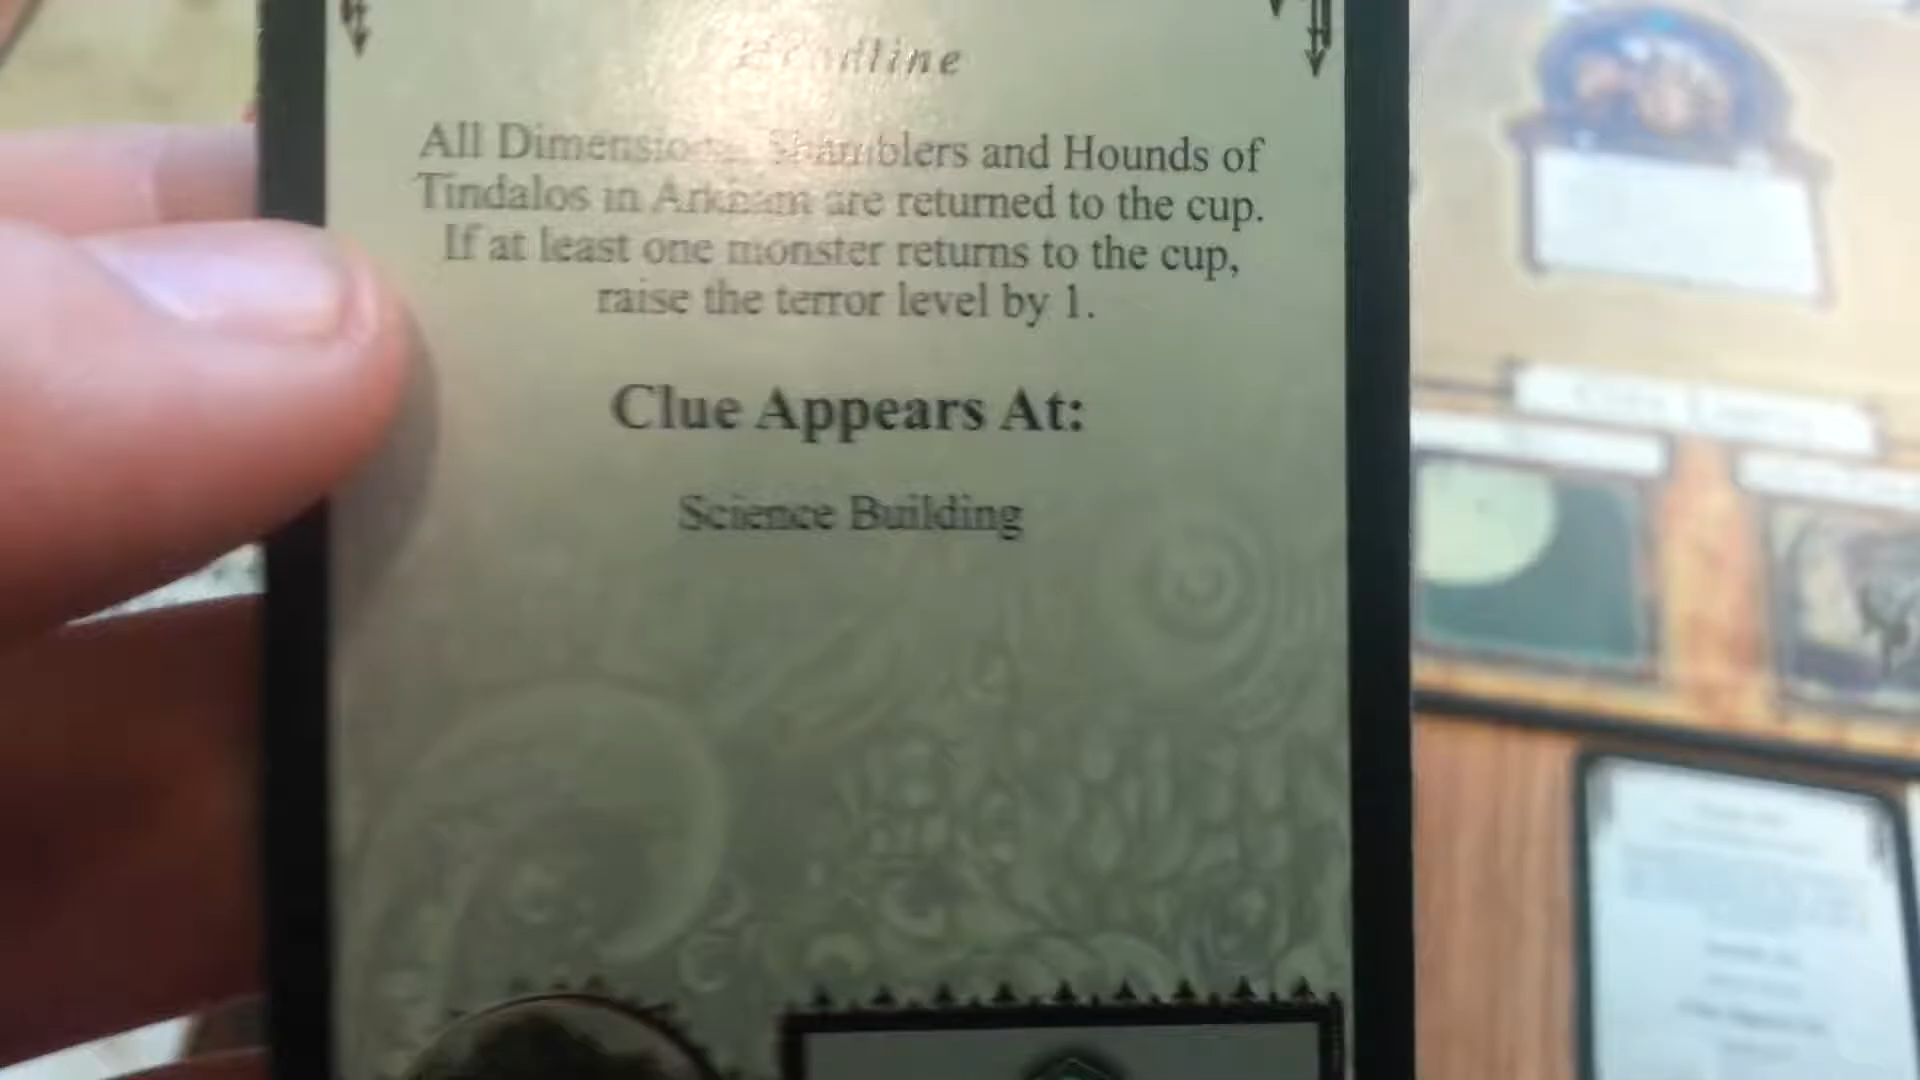 Headline
All Dimensional Shamblers and Hounds of
Tindalos in Arkham are returned to the cup.
If at least one monster returns to the cup,
raise the terror level by 1.
Clue Appears At:
Science Building